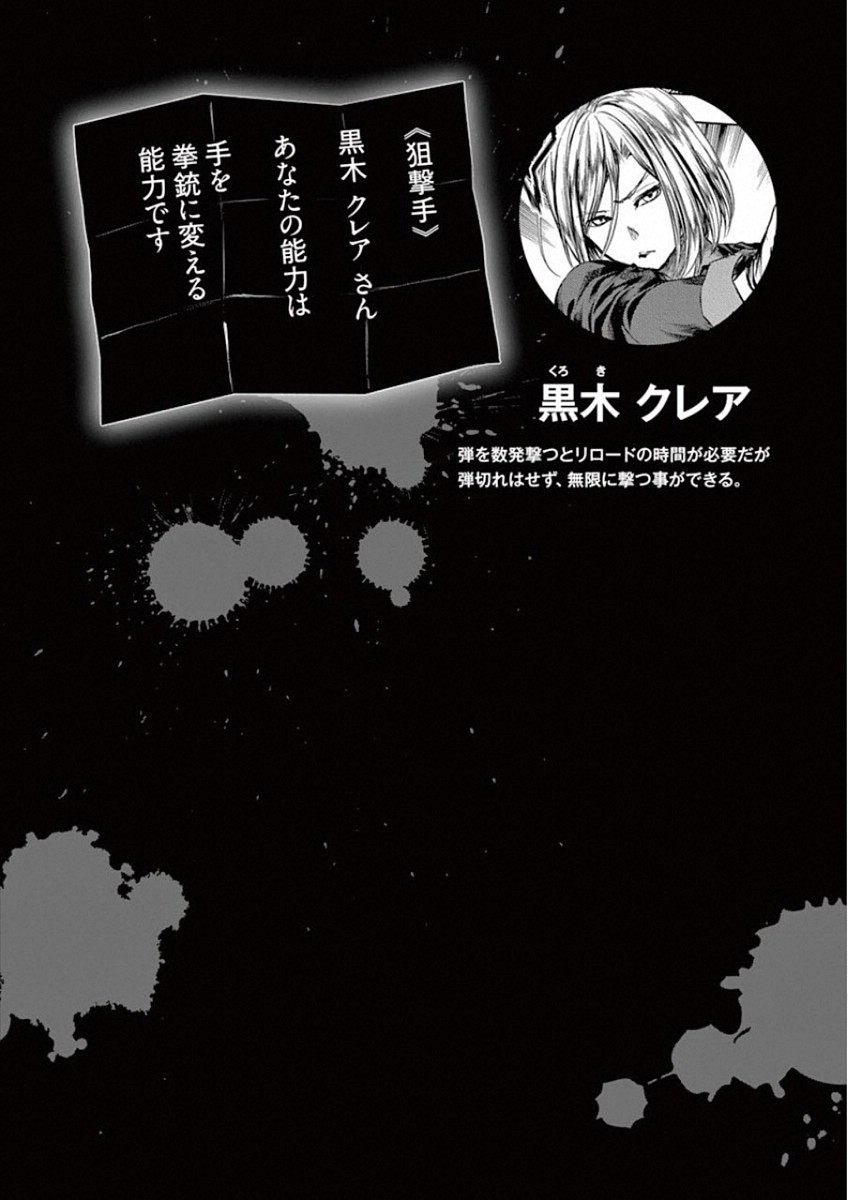 《狙撃手》
黒木 クレア さん
あなたの能力は
手を
拳銃に変える
能力です
くろ き
黒木 クレア
弾を数発撃つとリロードの時間が必要だが
弾切れはせず、無限に撃つ事ができる。